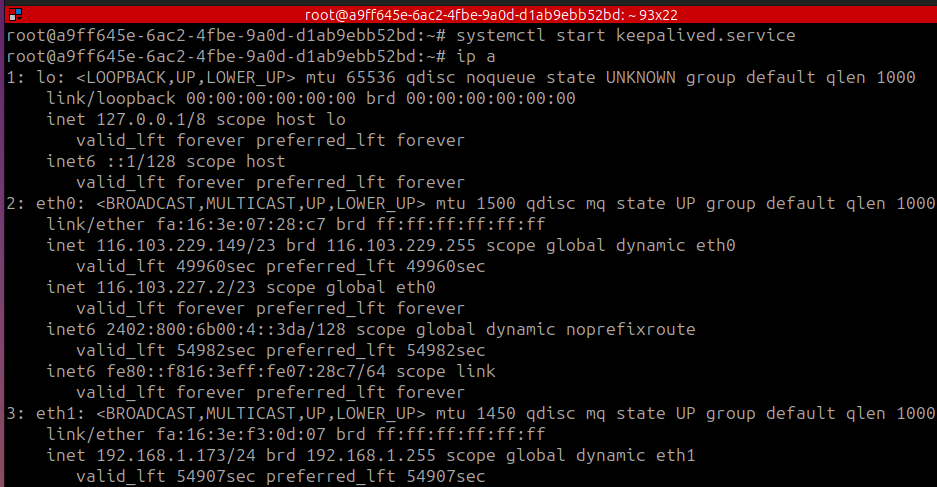 root@a9ff645e-6ac2-4fbe-9a0d-d1ab9ebb52bd: ~ 93x22
root@a9ff645e-6ac2-4fbe-9a0d-d1ab9ebb52bd:~# systemctl start keepalived.service
root@a9ff645e-6ac2-4fbe-9a0d-d1ab9ebb52bd:~# ip a
1: lo: <LOOPBACK,UP,LOWER_UP> mtu 65536 qdisc noqueue state UNKNOWN group default qlen 1000
    link/loopback 00:00:00:00:00:00 brd 00:00:00:00:00:00
    inet 127.0.0.1/8 scope host lo
       valid_lft forever preferred_lft forever
    inet6 ::1/128 scope host
       valid_lft forever preferred_lft forever
2: eth0: <BROADCAST,MULTICAST,UP,LOWER_UP> mtu 1500 qdisc mq state UP group default qlen 1000
    link/ether fa:16:3e:07:28:c7 brd ff:ff:ff:ff:ff:ff
    inet 116.103.229.149/23 brd 116.103.229.255 scope global dynamic eth0
       valid_lft 49960sec preferred_lft 49960sec
    inet 116.103.227.2/23 scope global eth0
       valid_lft forever preferred_lft forever
    inet6 2402:800:6b00:4::3da/128 scope global dynamic noprefixroute
       valid_lft 54982sec preferred_lft 54982sec
    inet6 fe80::f816:3eff:fe07:28c7/64 scope link
       valid_lft forever preferred_lft forever
3: eth1: <BROADCAST,MULTICAST,UP,LOWER_UP> mtu 1450 qdisc mq state UP group default qlen 1000
    link/ether fa:16:3e:f3:0d:07 brd ff:ff:ff:ff:ff:ff
    inet 192.168.1.173/24 brd 192.168.1.255 scope global dynamic eth1
       valid_lft 54907sec preferred_lft 54907sec